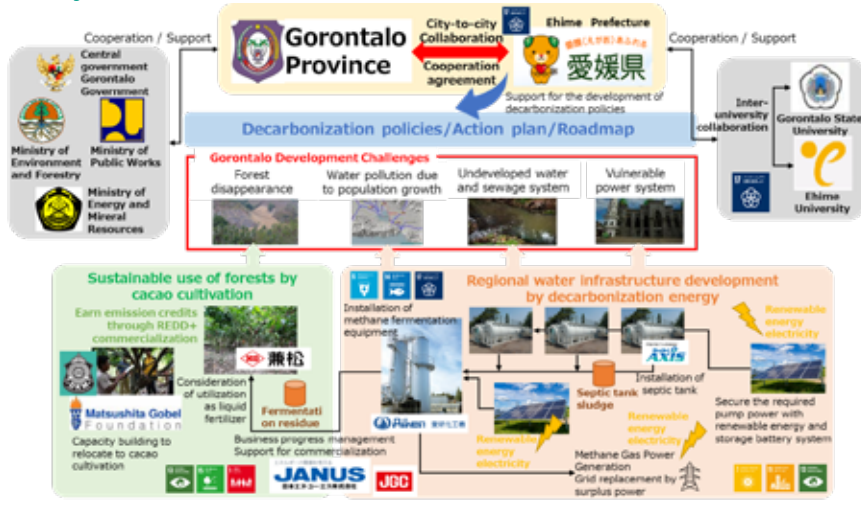 Cooperation / Support
Central
government
Gorontalo
Government
Ministry of
Environment
and Forestry
Ministry of
Public Works
Ministry of
Energy and
Mireral
Resources
Gorontalo
Province
City-to-city
Collaboration
Cooperation
agreement
Ehime Prefecture
愛媛県
Support for the development of
decarbonization policies
Cooperation / Support
Inter-
university
collaboration
Gorontalo State
University
Ehime
University
Decarbonization policies/Action plan/Roadmap
Gorontalo Development Challenges
Forest
disappearance
Water pollution due
to population growth
Undeveloped water
and sewage system
Vulnerable
power system
Sustainable use of forests by
cacao cultivation
Earn emission credits
through REDD+
commercialization
兼松
Consideration
of utilization
as liquid
fertilizer
Fermentati
on residue
Matsushita Gobel
Foundation
Capacity building to
relocate to cacao
cultivation
Business progress management
Support for commercialization
JANUS
JGC
Regional water infrastructure development
by decarbonization energy
Installation of
methane fermentation
equipment
AXIS
Installation of
septic tank
Septic tank
sludge
Renewable
energy
electricity
Secure the required
pump power with
renewable energy and
storage battery system
Renewable
energy
electricity
Renewable
energy
electricity
Methane Gas Power
Generation
Grid replacement by
surplus power